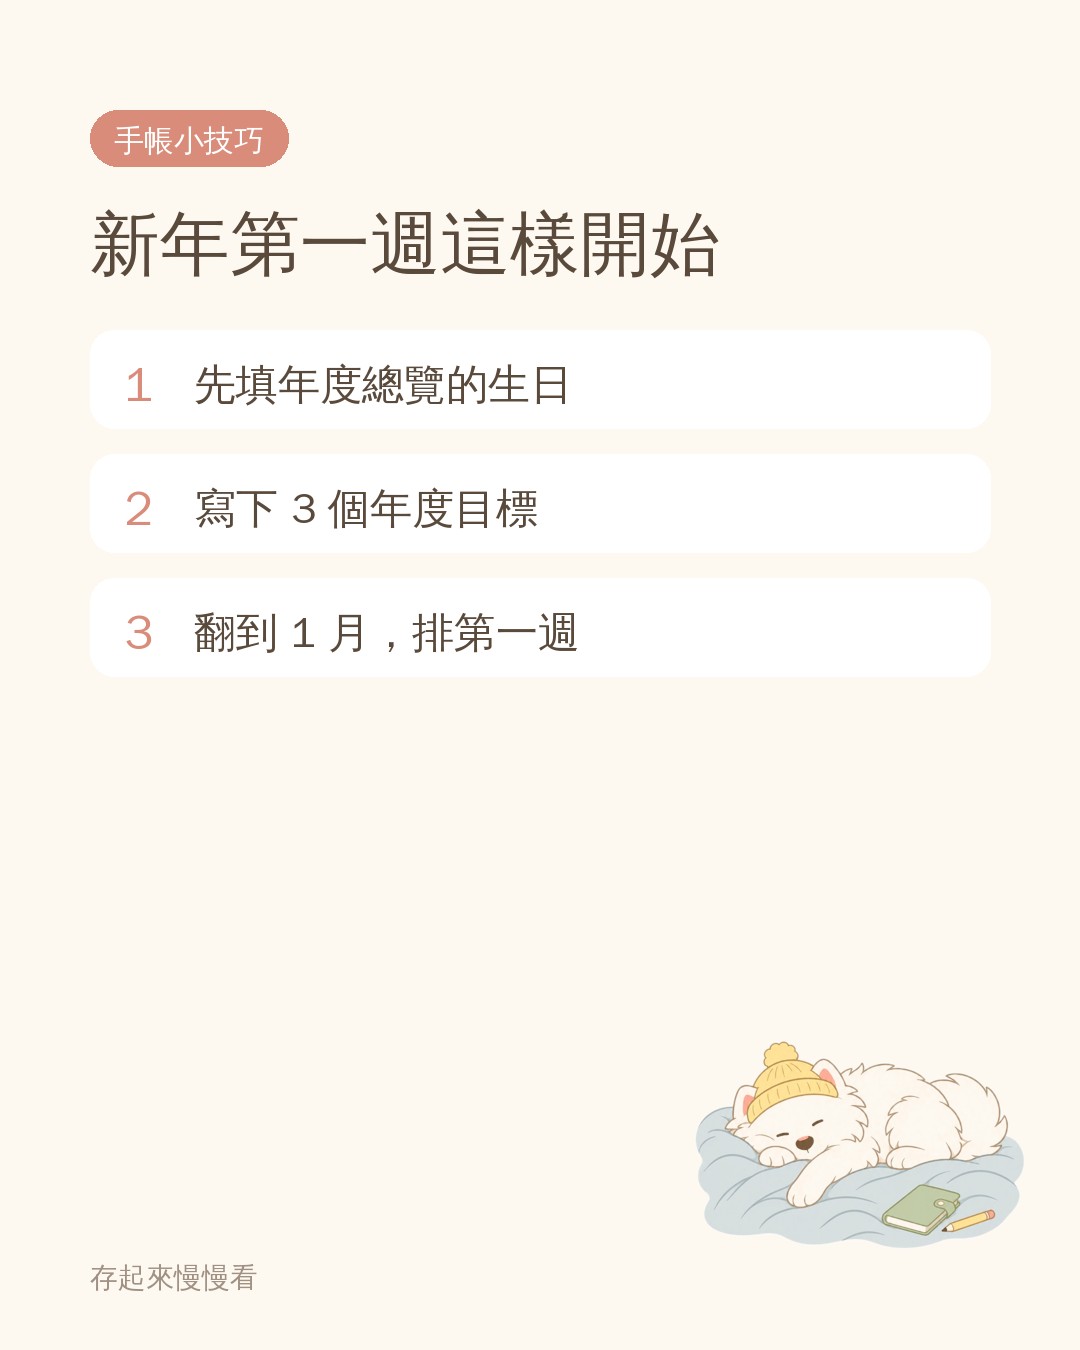 手帳小技巧
新年第一週這樣開始
1 先填年度總覽的生日
2 寫下 3 個年度目標
3 翻到 1 月，排第一週
存起來慢慢看